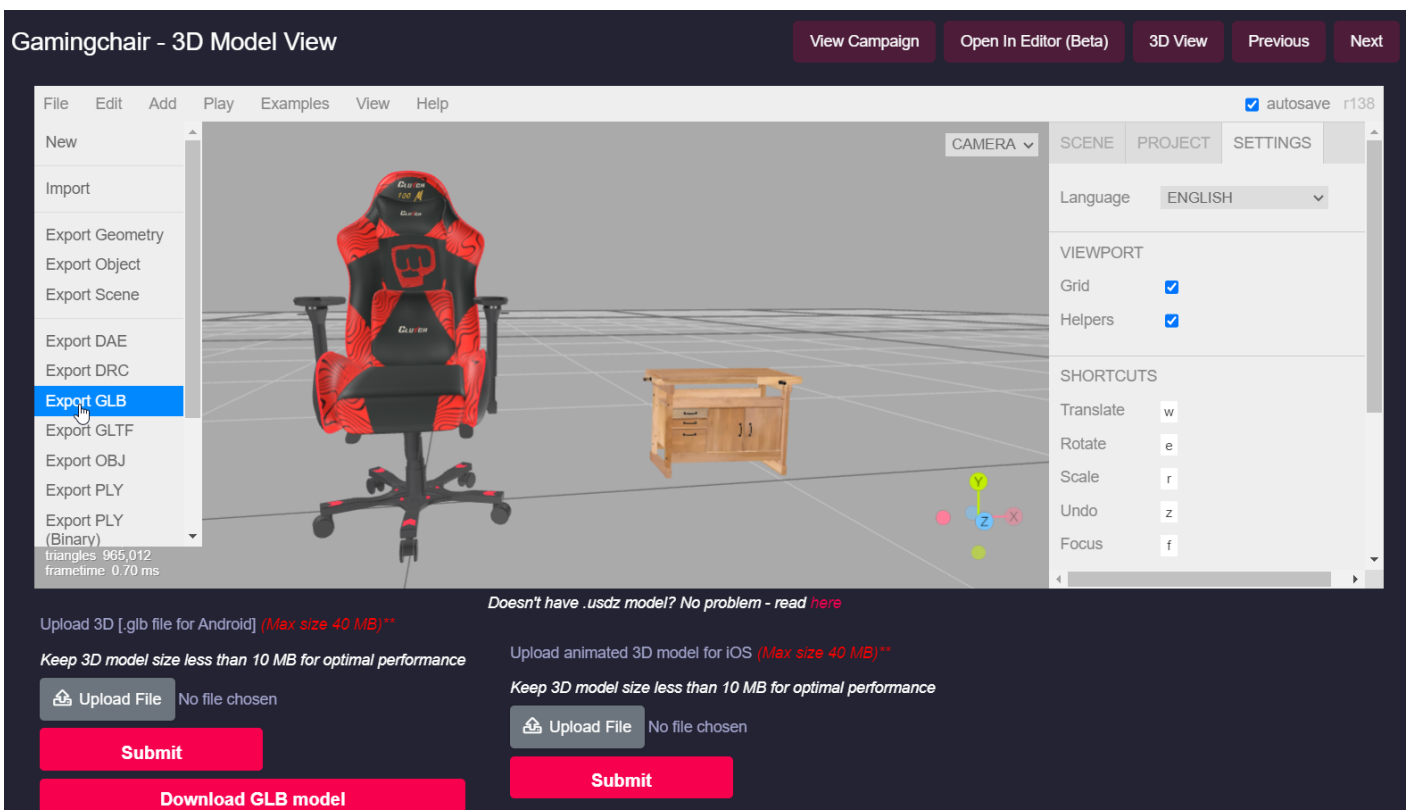 Gamingchair - 3D Model View
View Campaign
Open In Editor (Beta)
3D View
Previous
Next
File Edit Add Play Examples View Help
autosave r138
New
Import
Export Geometry
Export Object
Export Scene
Export DAE
Export DRC
Export GLB
Export GLTF
Export OBJ
Export PLY
Export PLY
(Binary)
triangles 965,012
frametime 0.70 ms
CLUTCH
100 M
CLUTCH
CLUTCH
CAMERA
Y
Z
X
SCENE PROJECT SETTINGS
Language ENGLISH
VIEWPORT
Grid
Helpers
SHORTCUTS
Translate w
Rotate e
Scale r
Undo z
Focus f
Doesn't have .usdz model? No problem - read here
Upload 3D [.glb file for Android] (Max size 40 MB)**
Keep 3D model size less than 10 MB for optimal performance
Upload File No file chosen
Submit
Download GLB model
Upload animated 3D model for iOS (Max size 40 MB)**
Keep 3D model size less than 10 MB for optimal performance
Upload File No file chosen
Submit